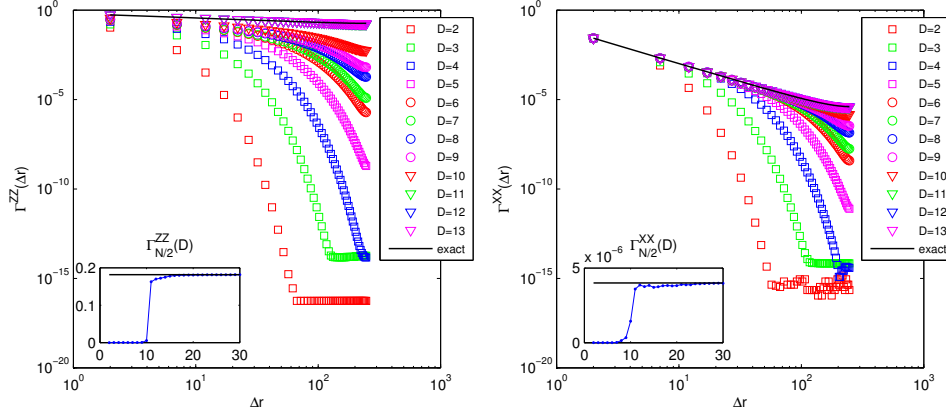 10^0
10^-5
10^-10
10^-15
10^-20
10^0
10^1
10^2
10^3
Γ^ZZ(Δr)
Δr
D=2
D=3
D=4
D=5
D=6
D=7
D=8
D=9
D=10
D=11
D=12
D=13
exact
Γ^ZZ_N/2(D)
0.2
0.1
0
0
10
20
30
10^0
10^-5
10^-10
10^-15
10^-20
10^0
10^1
10^2
10^3
Γ^XX(Δr)
Δr
D=2
D=3
D=4
D=5
D=6
D=7
D=8
D=9
D=10
D=11
D=12
D=13
exact
5 x 10^-6 Γ^XX_N/2(D)
0
0
10
20
30